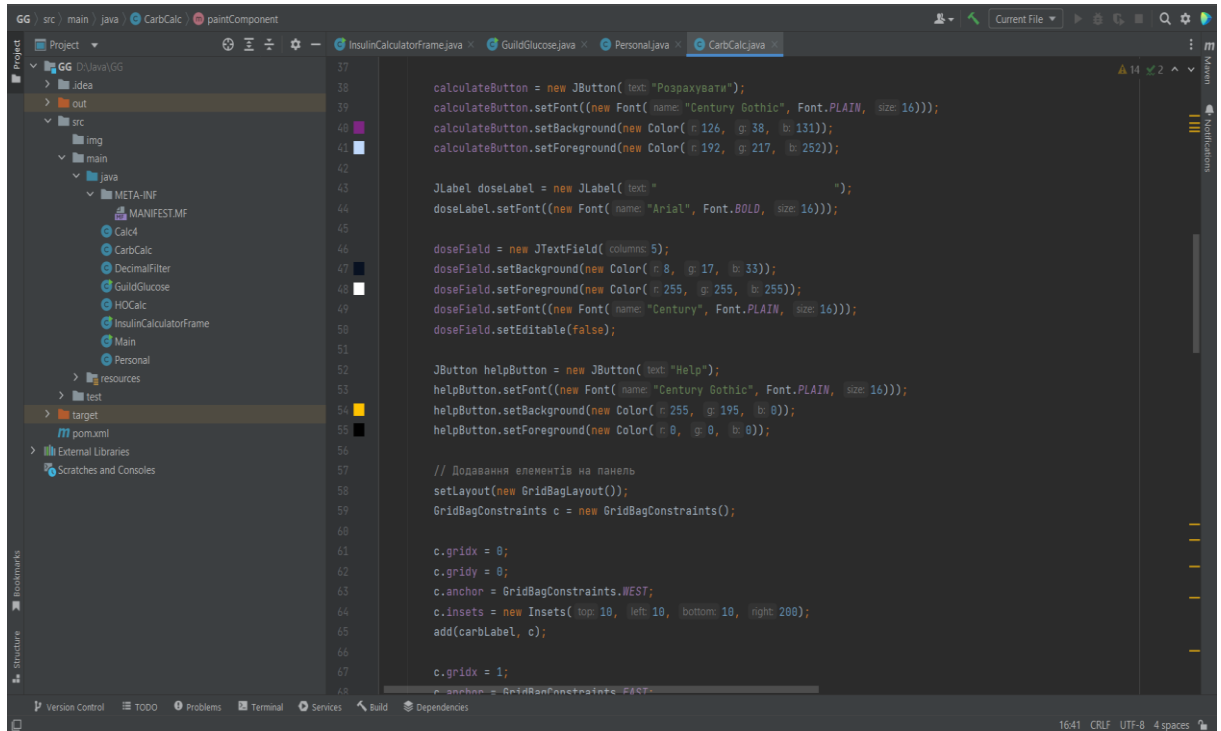 GG src main java CarbCalc paintComponent Current File
Project InsulinCalculatorFrame.java GuildGlucose.java Personal.java CarbCalc.java
Project
GG D:\Java\GG
.idea
out
src
img
main
java
META-INF
MANIFEST.MF
Calc4
CarbCalc
DecimalFilter
GuildGlucose
HOCalc
InsulinCalculatorFrame
Main
Personal
resources
test
target
pom.xml
External Libraries
Scratches and Consoles
Bookmarks
Structure
14 2
37
38 calculateButton = new JButton( text: "Розрахувати");
39 calculateButton.setFont((new Font( name: "Century Gothic", Font.PLAIN, size: 16)));
40 calculateButton.setBackground(new Color( r: 126, g: 38, b: 131));
41 calculateButton.setForeground(new Color( r: 192, g: 217, b: 252));
42
43 JLabel doseLabel = new JLabel( text: "                    ");
44 doseLabel.setFont((new Font( name: "Arial", Font.BOLD, size: 16)));
45
46 doseField = new JTextField( columns: 5);
47 doseField.setBackground(new Color( r: 8, g: 17, b: 33));
48 doseField.setForeground(new Color( r: 255, g: 255, b: 255));
49 doseField.setFont((new Font( name: "Century", Font.PLAIN, size: 16)));
50 doseField.setEditable(false);
51
52 JButton helpButton = new JButton( text: "Help");
53 helpButton.setFont((new Font( name: "Century Gothic", Font.PLAIN, size: 16)));
54 helpButton.setBackground(new Color( r: 255, g: 195, b: 0));
55 helpButton.setForeground(new Color( r: 0, g: 0, b: 0));
56
57 // Додавання елементів на панель
58 setLayout(new GridBagLayout());
59 GridBagConstraints c = new GridBagConstraints();
60
61 c.gridx = 0;
62 c.gridy = 0;
63 c.anchor = GridBagConstraints.WEST;
64 c.insets = new Insets( top: 10, left: 10, bottom: 10, right: 200);
65 add(carbLabel, c);
66
67 c.gridx = 1;
68 c.anchor = GridBagConstraints.EAST;
m
Maven
Notifications
Version Control TODO Problems Terminal Services Build Dependencies
16:41 CRLF UTF-8 4 spaces